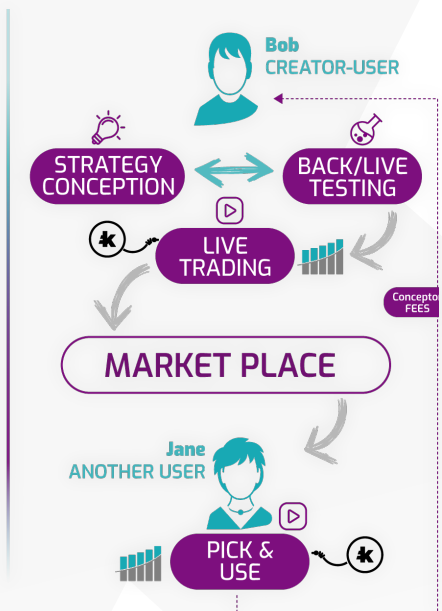 Bob
CREATOR-USER
STRATEGY
CONCEPTION
BACK/LIVE
TESTING
LIVE
TRADING
Conceptor
FEES
MARKET PLACE
Jane
ANOTHER USER
PICK &
USE